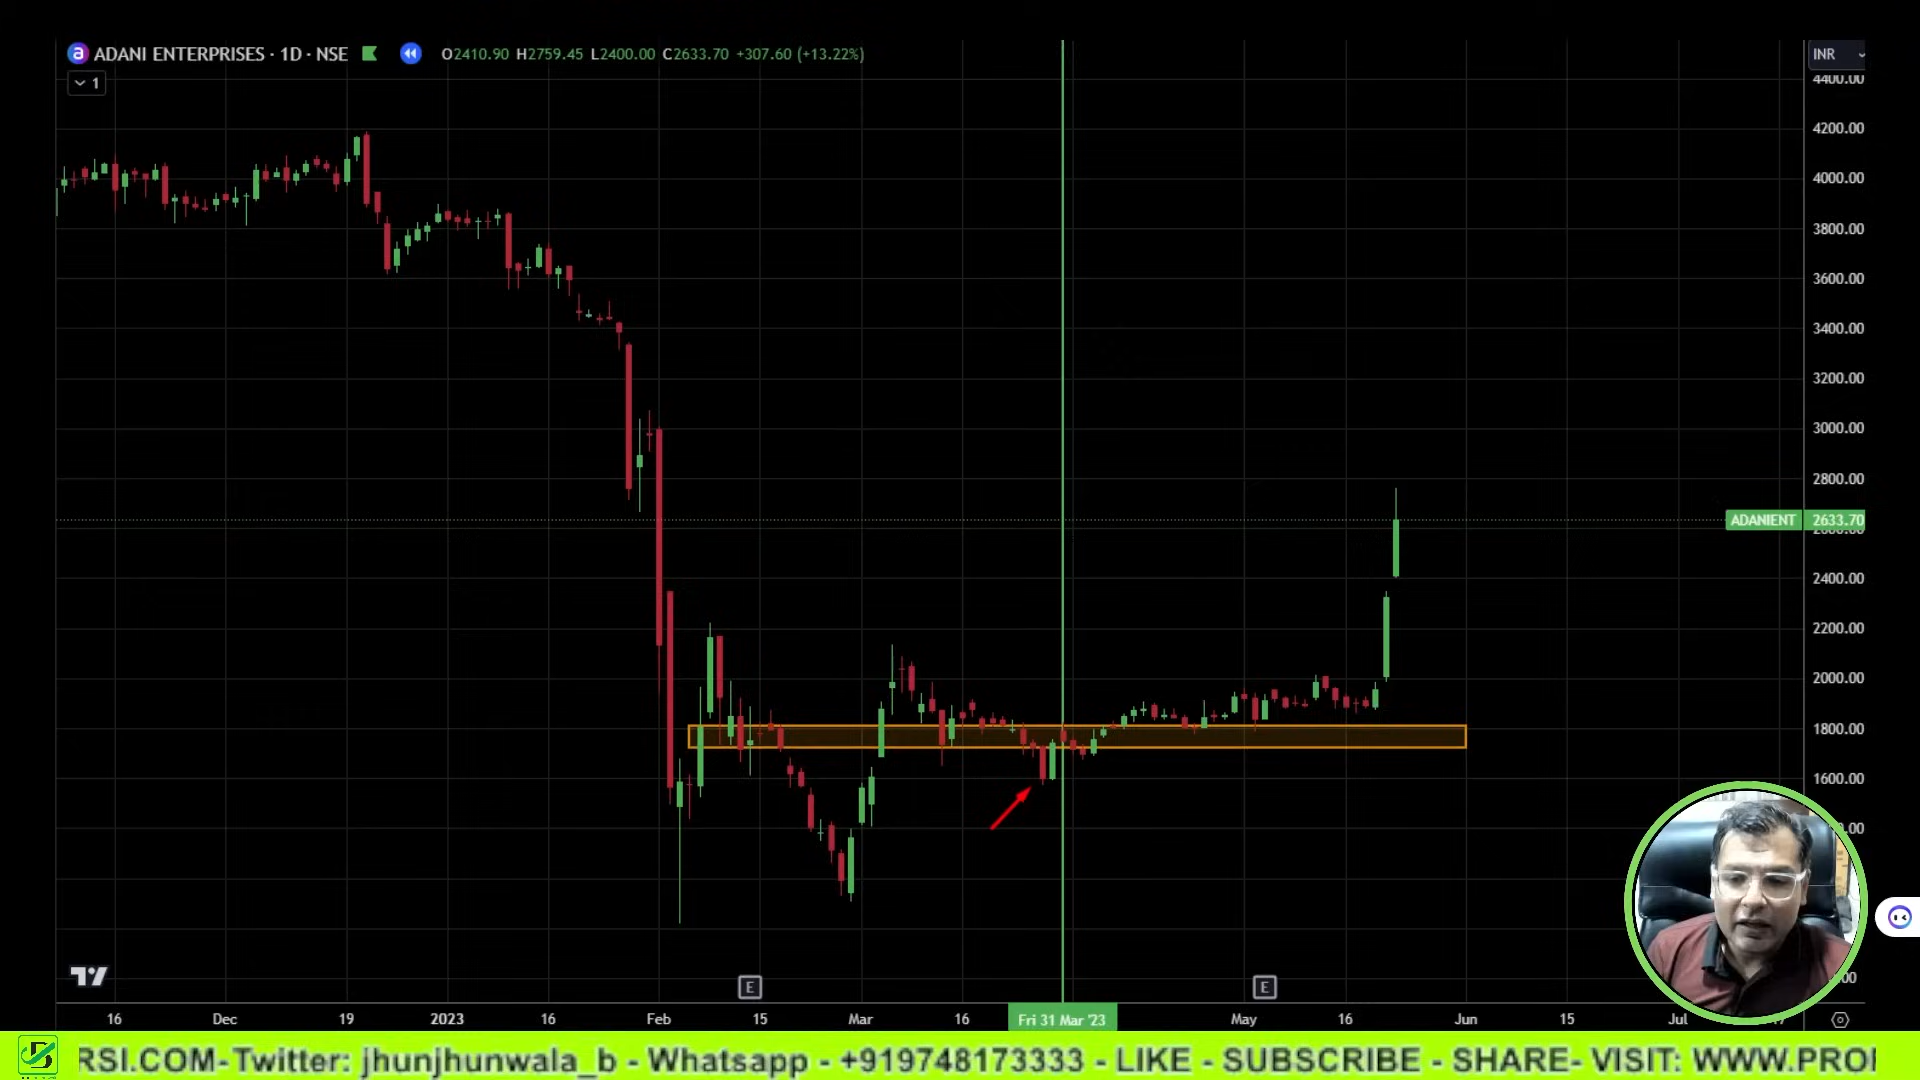 ADANI ENTERPRISES · 1D · NSE O2410.90 H2759.45 L2400.00 C2633.70 +307.60 (+13.22%)
INR
1
4400.00
4200.00
4000.00
3800.00
3600.00
3400.00
3200.00
3000.00
2800.00
ADANIENT 2633.70
2400.00
2200.00
2000.00
1800.00
1600.00
E E
16 Dec 19 2023 16 Feb 15 Mar 16 Fri 31 Mar '23 May 16 Jun 15 Jul
RSI.COM-Twitter: jhunjhunwala_b - Whatsapp - +919748173333 - LIKE - SUBSCRIBE - SHARE- VISIT: WWW.PROF